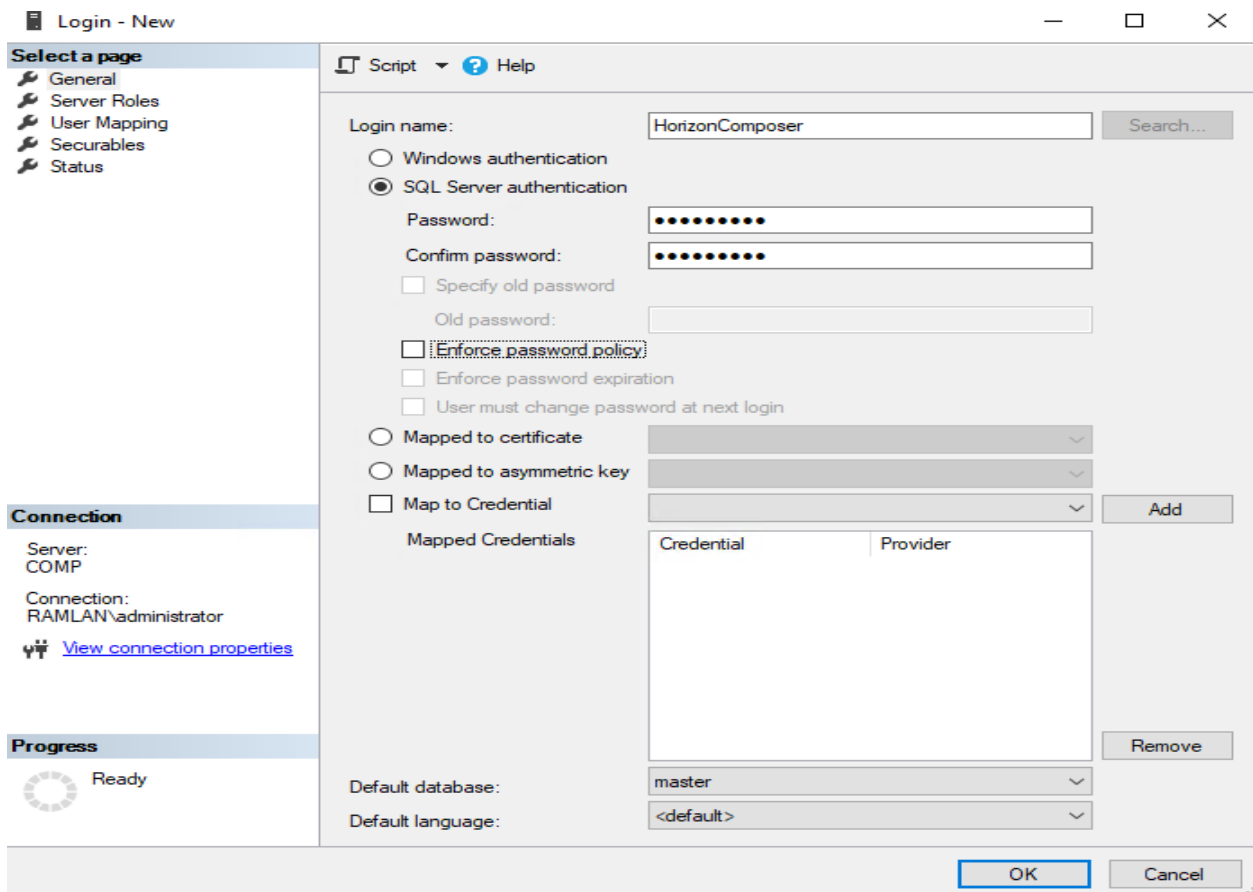 Login - New
Select a page
General
Server Roles
User Mapping
Securables
Status
Script
Help
Login name:
HorizonComposer
Search...
Windows authentication
SQL Server authentication
Password:
●●●●●●●●●
Confirm password:
●●●●●●●●●
Specify old password
Old password:
Enforce password policy
Enforce password expiration
User must change password at next login
Mapped to certificate
Mapped to asymmetric key
Map to Credential
Add
Mapped Credentials
Credential Provider
Remove
Default database:
master
Default language:
<default>
Connection
Server:
COMP
Connection:
RAMLAN\administrator
View connection properties
Progress
Ready
OK
Cancel